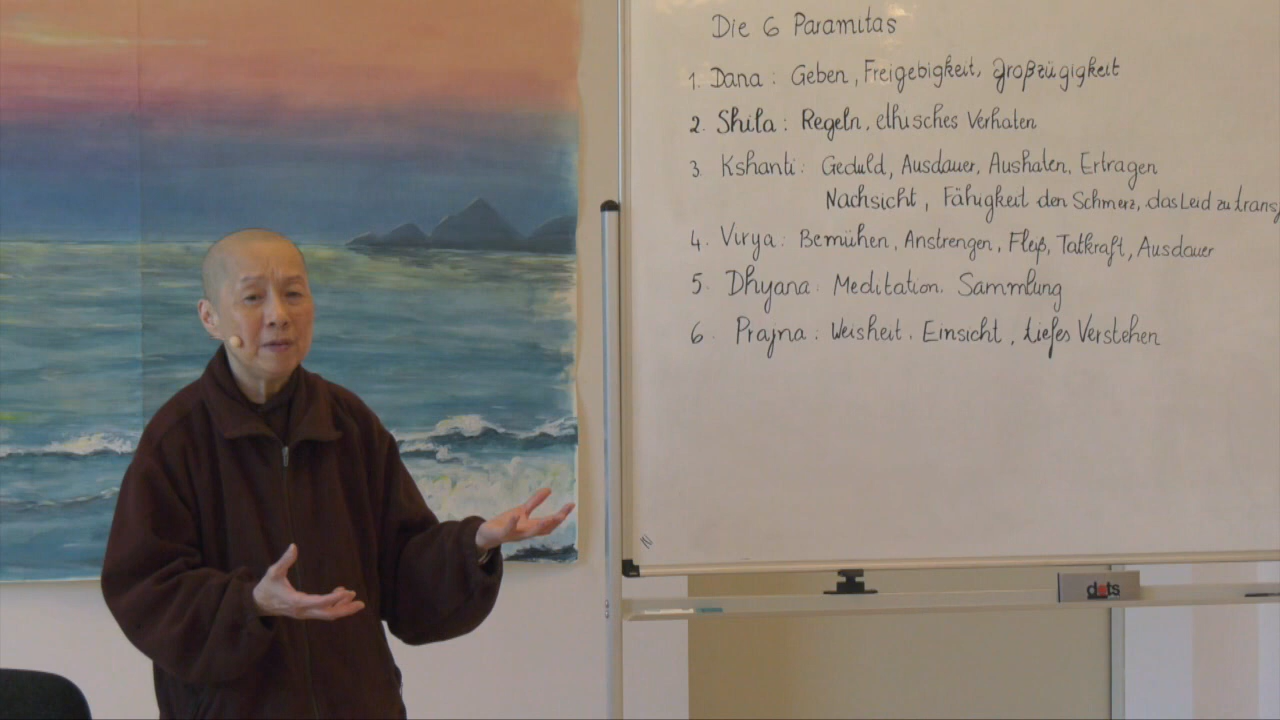 Die 6 Paramitas
1. Dana : Geben, Freigebigkeit, Großzügigkeit
2. Shila : Regeln, ethisches Verhalten
3. Kshanti : Geduld, Ausdauer, Aushalten, Ertragen
Nachsicht, Fähigkeit den Schmerz, das Leid zu transf
4. Virya : Bemühen, Anstrengen, Fleiß, Tatkraft, Ausdauer
5. Dhyana : Meditation. Sammlung
6. Prajna : Weisheit. Einsicht, tiefes Verstehen
dots